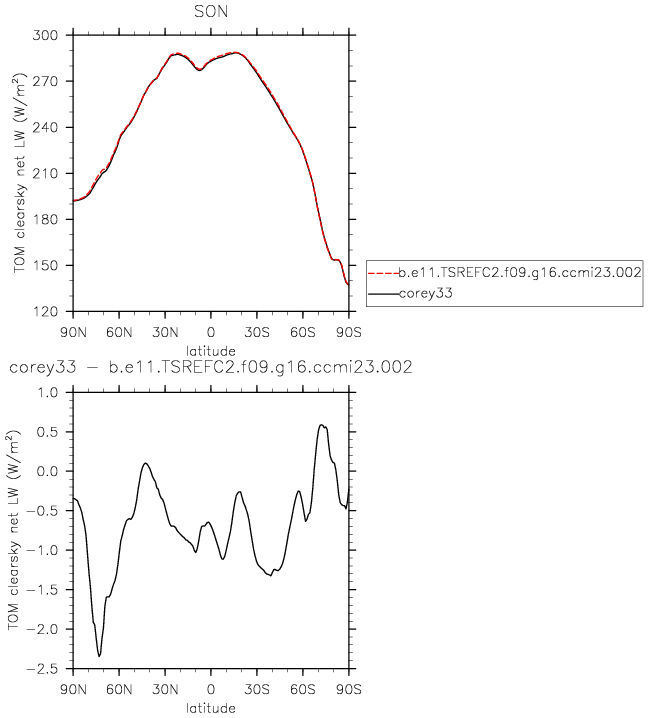 SON
TOM clearsky net LW (W/m²)
300
270
240
210
180
150
120
90N 60N 30N 0 30S 60S 90S
latitude
b.e11.TSREFC2.f09.g16.ccmi23.002
corey33
corey33 − b.e11.TSREFC2.f09.g16.ccmi23.002
TOM clearsky net LW (W/m²)
1.0
0.5
0.0
−0.5
−1.0
−1.5
−2.0
−2.5
90N 60N 30N 0 30S 60S 90S
latitude